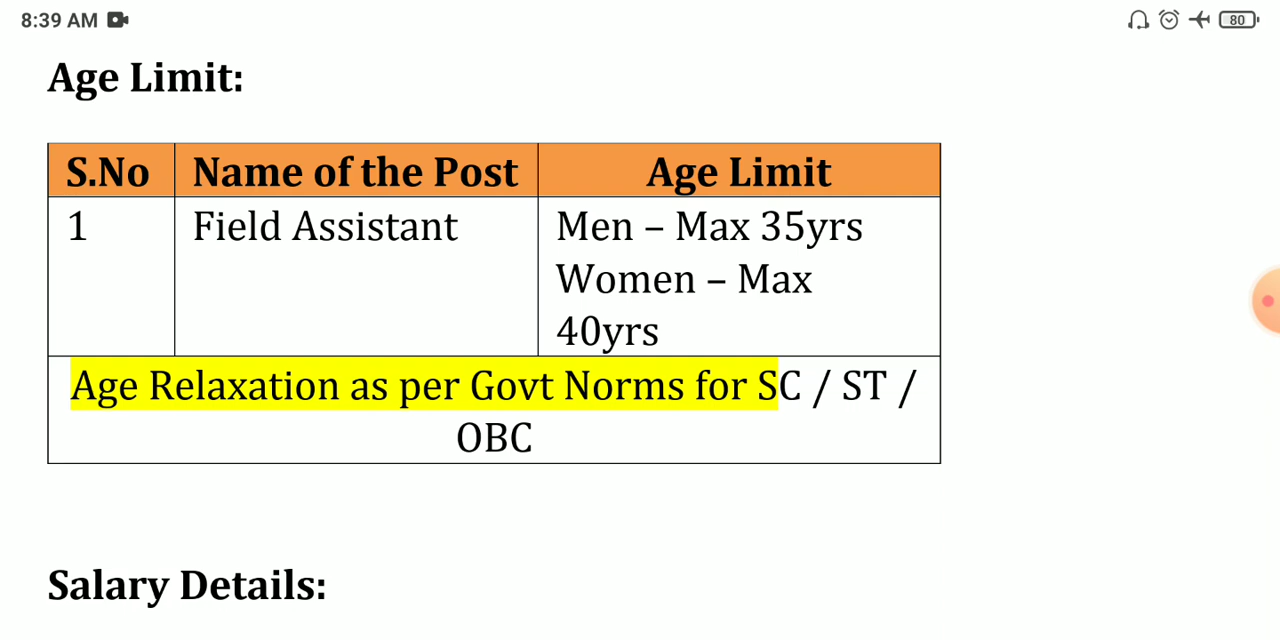 8:39 AM
80
Age Limit:
S.No Name of the Post Age Limit
1 Field Assistant Men – Max 35yrs
Women – Max
40yrs
Age Relaxation as per Govt Norms for SC / ST /
OBC
Salary Details: